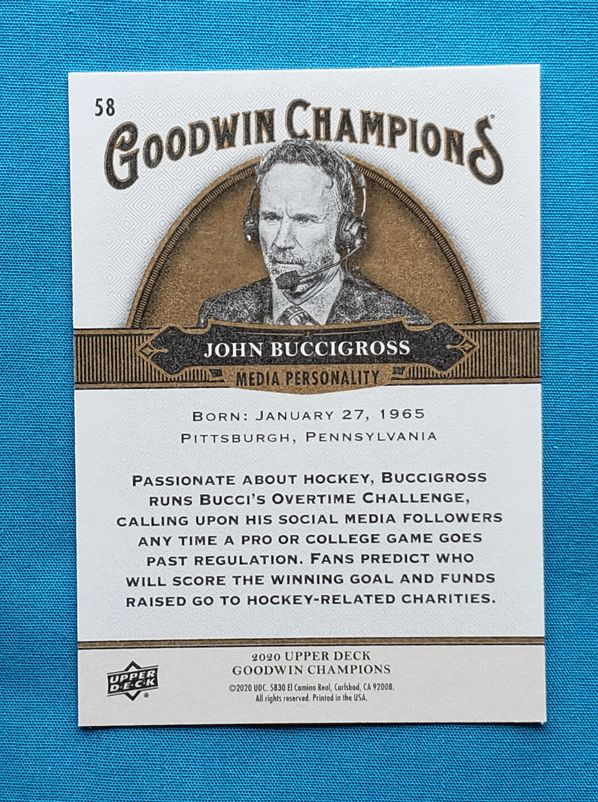 58
GOODWIN CHAMPIONS
JOHN BUCCIGROSS
MEDIA PERSONALITY
BORN: JANUARY 27, 1965
PITTSBURGH, PENNSYLVANIA
PASSIONATE ABOUT HOCKEY, BUCCIGROSS
RUNS BUCCI'S OVERTIME CHALLENGE,
CALLING UPON HIS SOCIAL MEDIA FOLLOWERS
ANY TIME A PRO OR COLLEGE GAME GOES
PAST REGULATION. FANS PREDICT WHO
WILL SCORE THE WINNING GOAL AND FUNDS
RAISED GO TO HOCKEY-RELATED CHARITIES.
2020 UPPER DECK
GOODWIN CHAMPIONS
UPPER
D·E·C·K®
©2020 UDC. 5830 El Camino Real, Carlsbad, CA 92008.
All rights reserved. Printed in the USA.